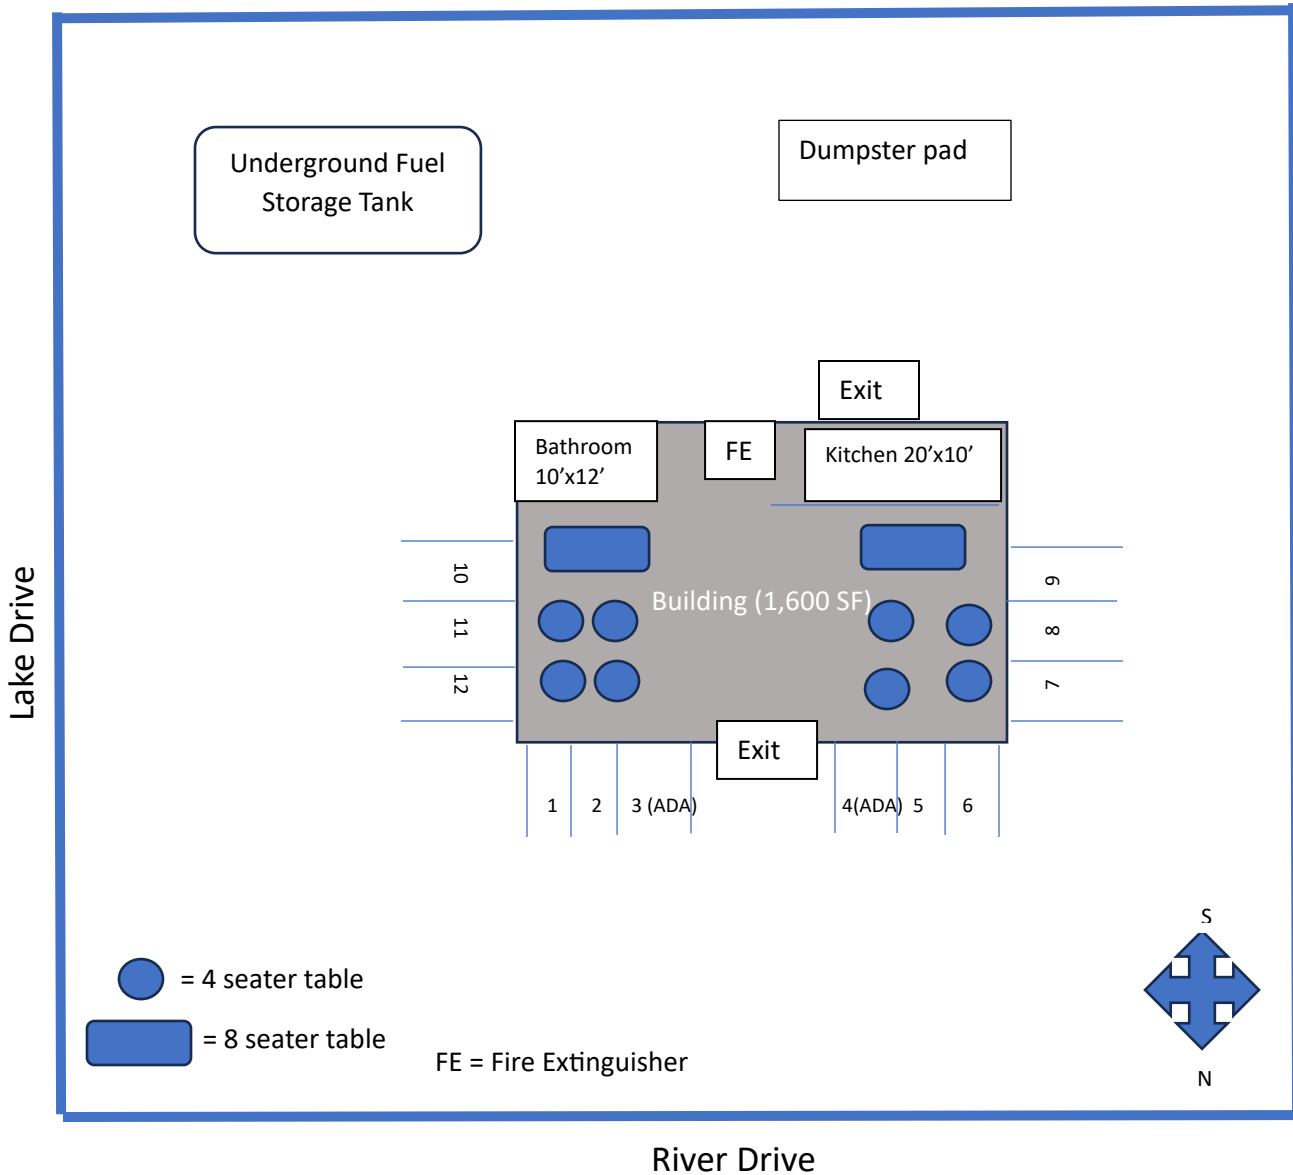 Underground Fuel
Storage Tank
Dumpster pad
Exit
Bathroom
10’x12’
FE
Kitchen 20’x10’
Lake Drive
10
11
12
Building (1,600 SF)
9
8
7
Exit
1
2
3 (ADA)
4(ADA)
5
6
S
N
= 4 seater table
= 8 seater table
FE = Fire Extinguisher
River Drive